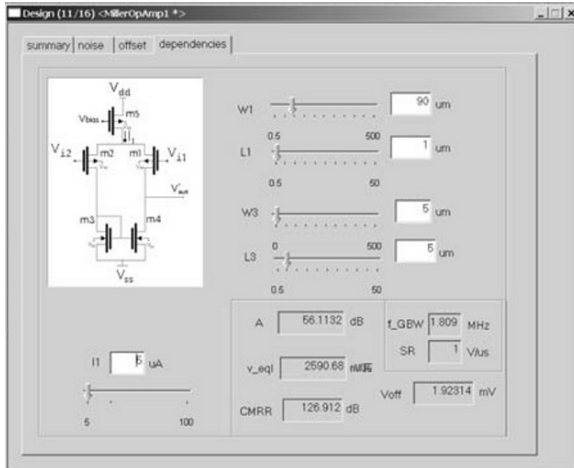 Design (11/16) <MillerOpAmp1 *>
summary noise offset dependencies
Vdd
Vbias m5
I1
Vi2 m2 m1 Vi1
Vout
m3 m4
Vss
W1 90 um
0.5 500
L1 1 um
0.5 50
W3 5 um
0 500
L3 5 um
0.5 50
I1 5 uA
5 100
A 56.1132 dB
v_eqI 2590.68
CMRR 126.912 dB
f_GBW 1.809 MHz
SR 1 V/us
Voff 1.92314 mV